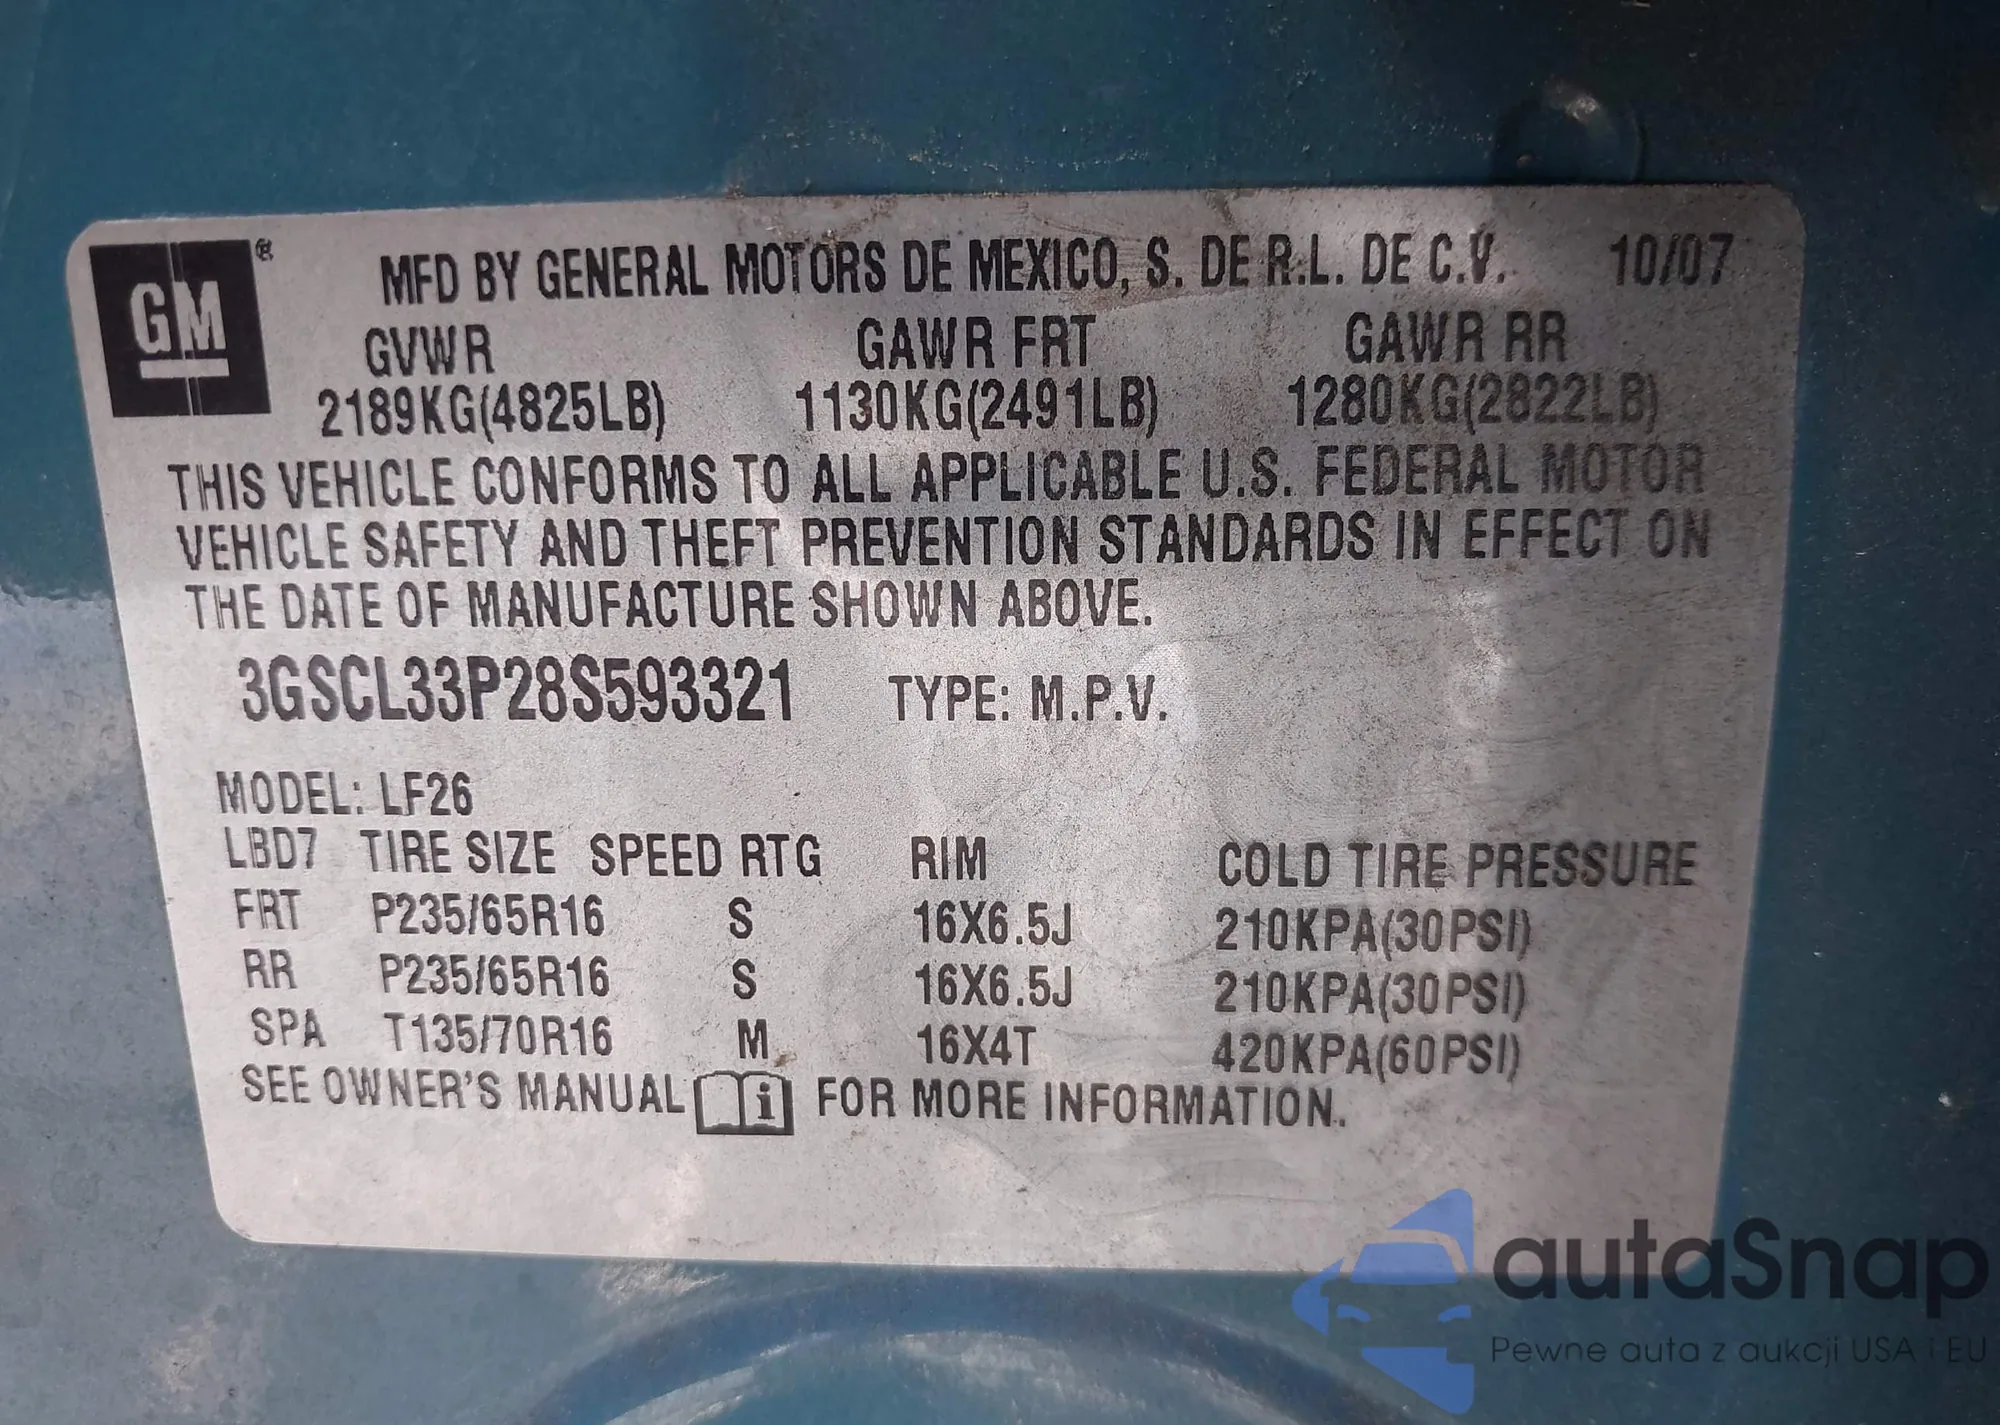 GM ® MFD BY GENERAL MOTORS DE MEXICO, S. DE R.L. DE C.V. 10/07
GVWR GAWR FRT GAWR RR
2189KG(4825LB) 1130KG(2491LB) 1280KG(2822LB)
THIS VEHICLE CONFORMS TO ALL APPLICABLE U.S. FEDERAL MOTOR
VEHICLE SAFETY AND THEFT PREVENTION STANDARDS IN EFFECT ON
THE DATE OF MANUFACTURE SHOWN ABOVE.
3GSCL33P28S593321 TYPE: M.P.V.
MODEL: LF26
LBD7 TIRE SIZE SPEED RTG RIM COLD TIRE PRESSURE
FRT P235/65R16 S 16X6.5J 210KPA(30PSI)
RR P235/65R16 S 16X6.5J 210KPA(30PSI)
SPA T135/70R16 M 16X4T 420KPA(60PSI)
SEE OWNER'S MANUAL i FOR MORE INFORMATION.
autaSnap
Pewne auta z aukcji USA i EU